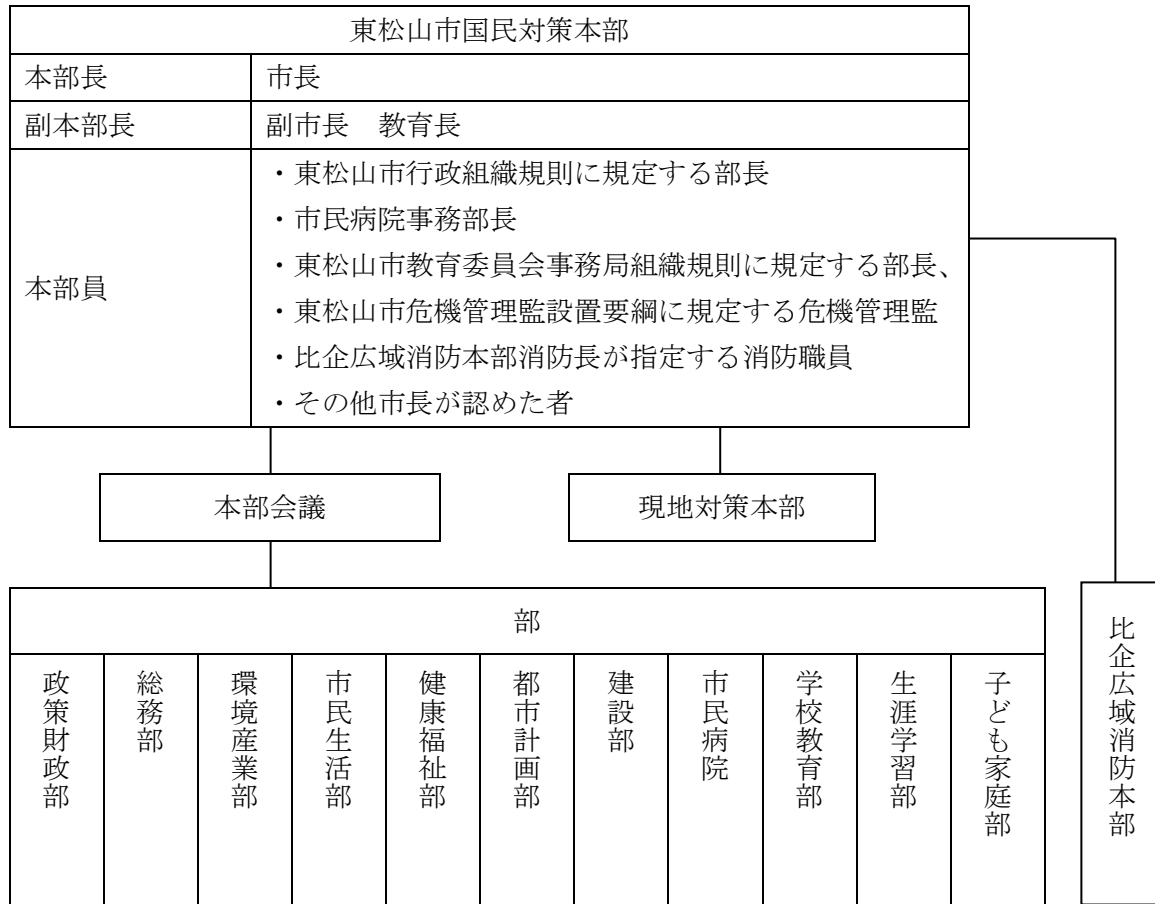 東松山市国民対策本部
本部長 市長
副本部長 副市長　教育長
本部員
・東松山市行政組織規則に規定する部長
・市民病院事務部長
・東松山市教育委員会事務局組織規則に規定する部長、
・東松山市危機管理監設置要綱に規定する危機管理監
・比企広域消防本部消防長が指定する消防職員
・その他市長が認めた者
本部会議
現地対策本部
部
政策財政部
総務部
環境産業部
市民生活部
健康福祉部
都市計画部
建設部
市民病院
学校教育部
生涯学習部
子ども家庭部
比企広域消防本部